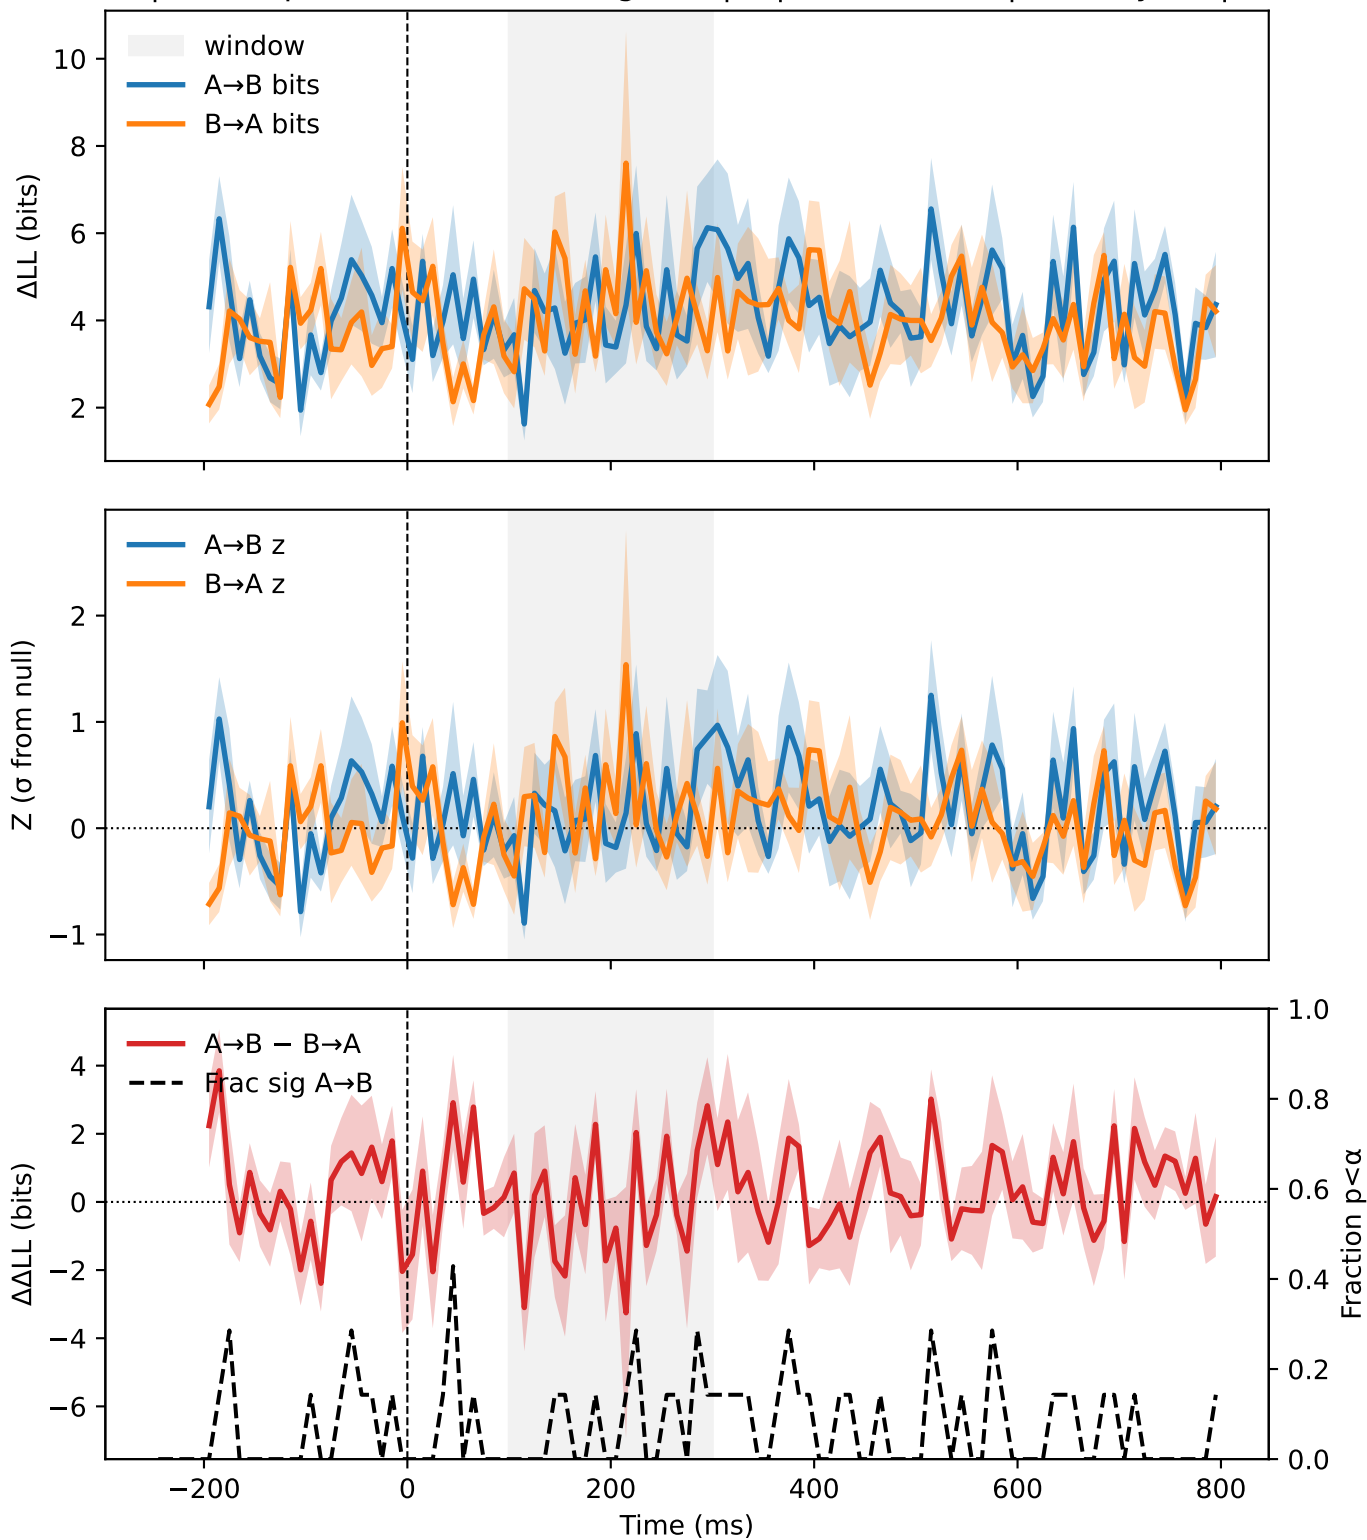 window
A→B bits
B→A bits
ΔLL (bits)
10
8
6
4
2
A→B z
B→A z
Z (σ from null)
2
1
0
−1
A→B − B→A
Frac sig A→B
ΔΔLL (bits)
4
2
0
−2
−4
−6
1.0
0.8
0.6
0.4
0.2
0.0
Fraction p<α
−200
0
200
400
600
800
Time (ms)